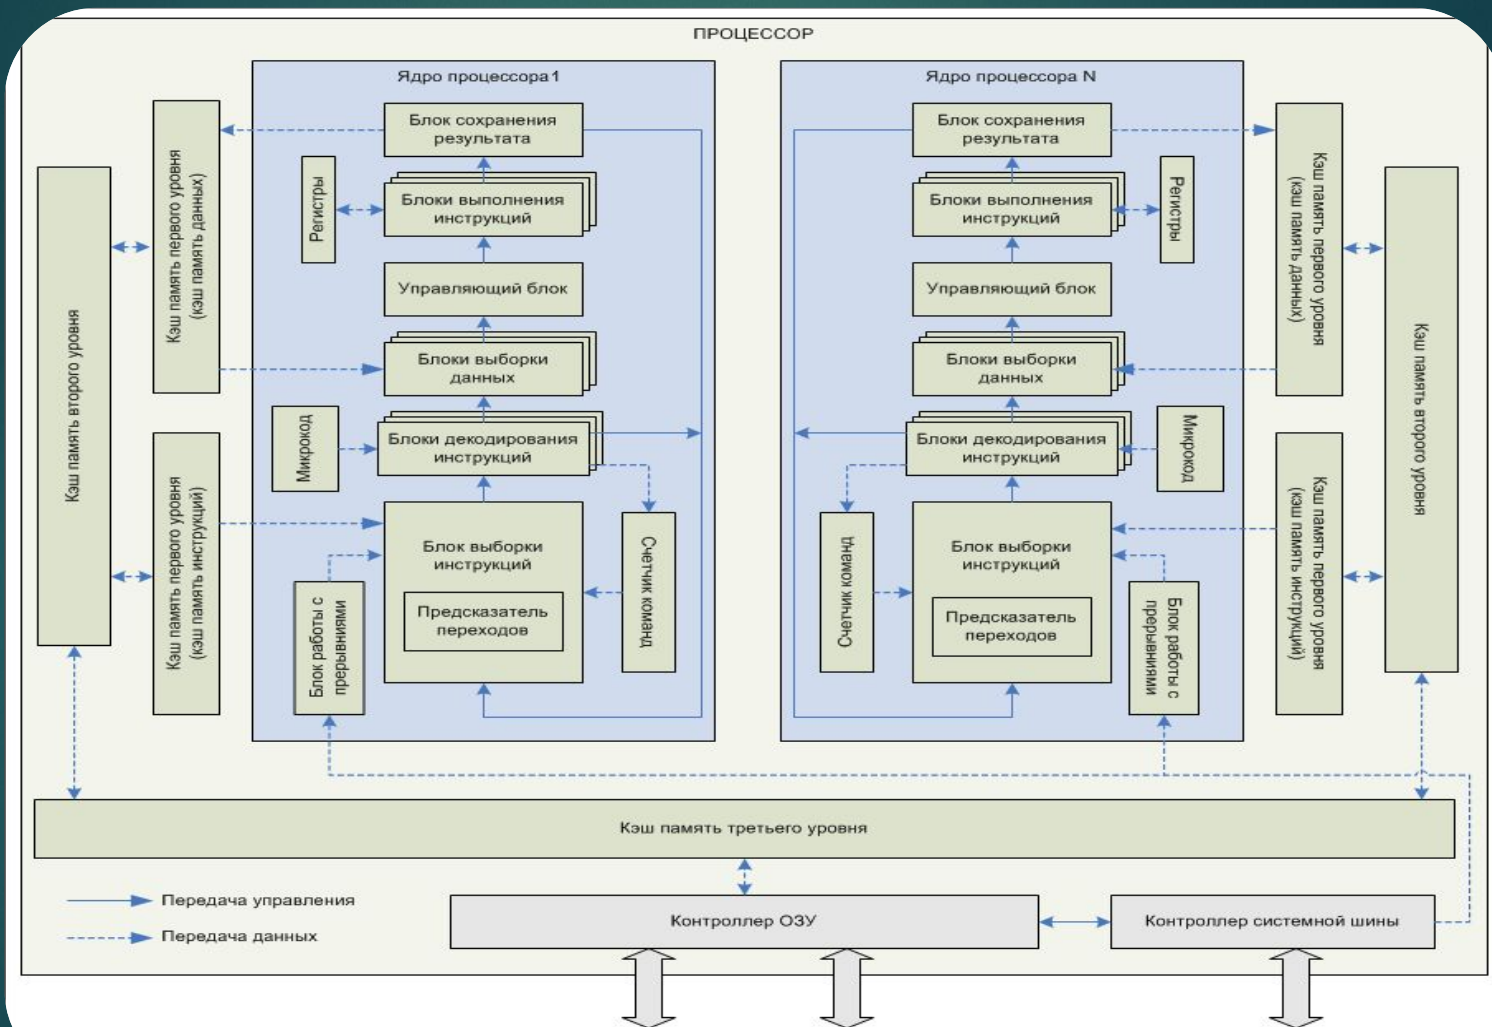 ПРОЦЕССОР
Ядро процессора1
Блок сохранения
результата
Регистры
Блоки выполнения
инструкций
Управляющий блок
Блоки выборки
данных
Микрокод
Блоки декодирования
инструкций
Блок выборки
инструкций
Предсказатель
переходов
Счетчик команд
Блок работы с
прерывниями
Кэш память первого уровня
(кэш память данных)
Кэш память второго уровня
Кэш память первого уровня
(кэш память инструкций)
Ядро процессора N
Блок сохранения
результата
Блоки выполнения
инструкций
Регистры
Управляющий блок
Блоки выборки
данных
Блоки декодирования
инструкций
Микрокод
Счетчик команд
Блок выборки
инструкций
Предсказатель
переходов
Блок работы с
прерывниями
Кэш память первого уровня
(кэш память данных)
Кэш память второго уровня
Кэш память первого уровня
(кэш память инструкций)
Кэш память третьего уровня
Передача управления
Передача данных
Контроллер ОЗУ
Контроллер системной шины